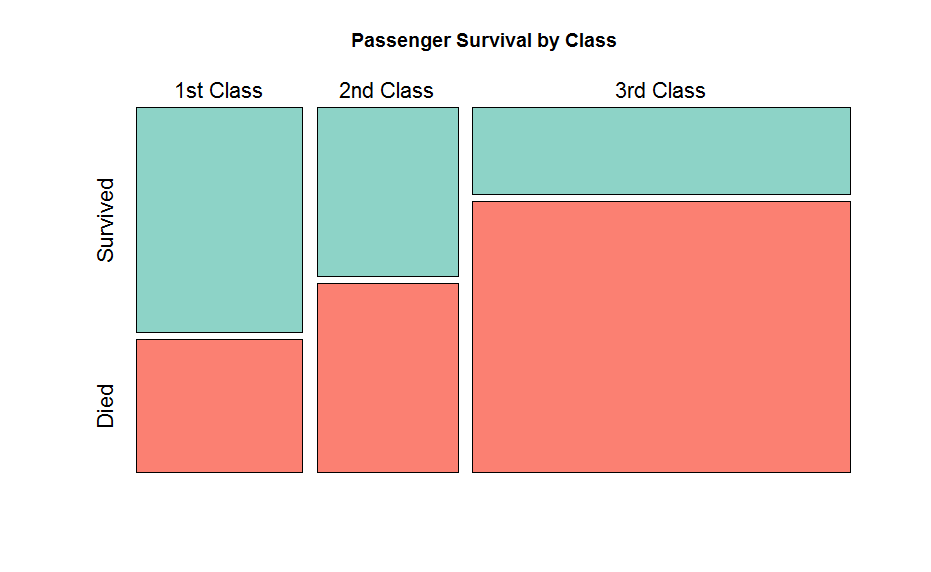 Passenger Survival by Class
1st Class
2nd Class
3rd Class
Survived
Died